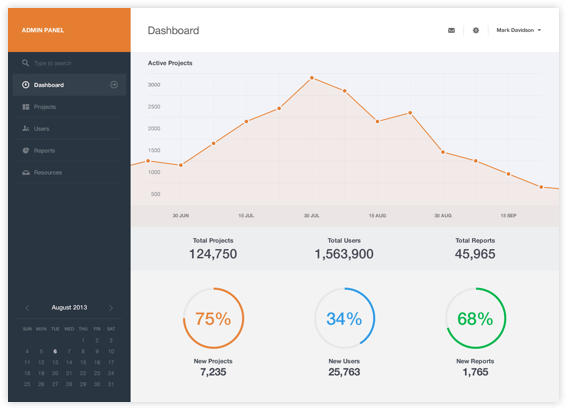 ADMIN PANEL
Type to search
Dashboard
Projects
Users
Reports
Resources
August 2013
SUN MON TUE WED THU FRI SAT
1 2 3
4 5 6 7 8 9 10
11 12 13 14 15 16 17
18 19 20 21 22 23 24
25 26 27 28 29 30 31
Dashboard
Mark Davidson
Active Projects
3000
2500
2000
1500
1000
500
30 JUN 15 JUL 30 JUL 15 AUG 30 AUG 15 SEP
Total Projects Total Users Total Reports
124,750 1,563,900 45,965
75% 34% 68%
New Projects New Users New Reports
7,235 25,763 1,765